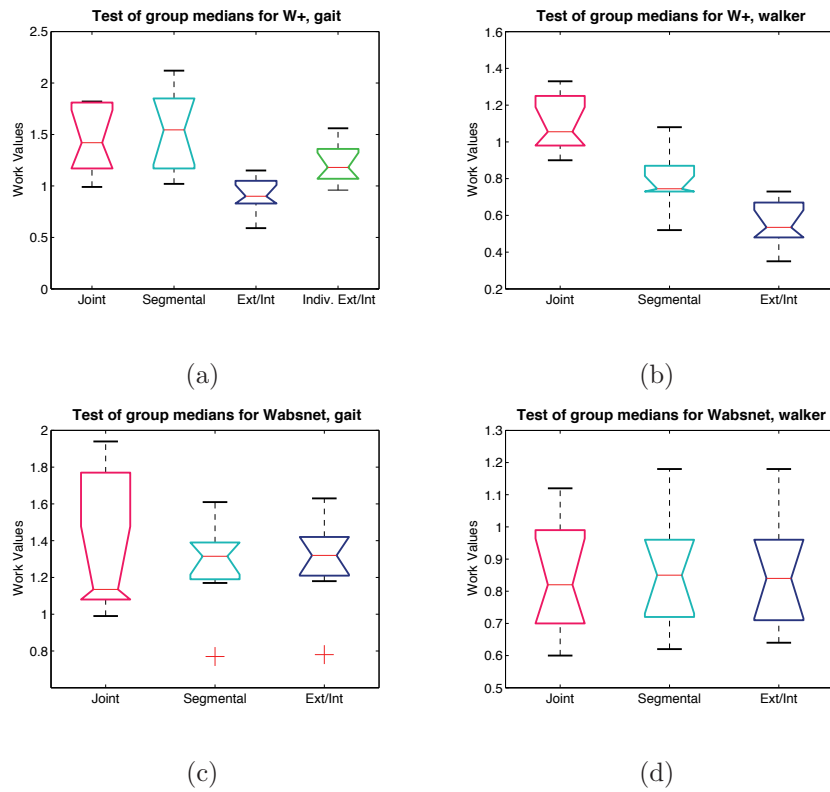 Test of group medians for W+, gait
Work Values
2.5
2
1.5
1
0.5
0
Joint Segmental Ext/Int Indiv. Ext/Int
(a)
Test of group medians for W+, walker
Work Values
1.6
1.4
1.2
1
0.8
0.6
0.4
0.2
Joint Segmental Ext/Int
(b)
Test of group medians for Wabsnet, gait
Work Values
2
1.8
1.6
1.4
1.2
1
0.8
Joint Segmental Ext/Int
(c)
Test of group medians for Wabsnet, walker
Work Values
1.3
1.2
1.1
1
0.9
0.8
0.7
0.6
0.5
Joint Segmental Ext/Int
(d)